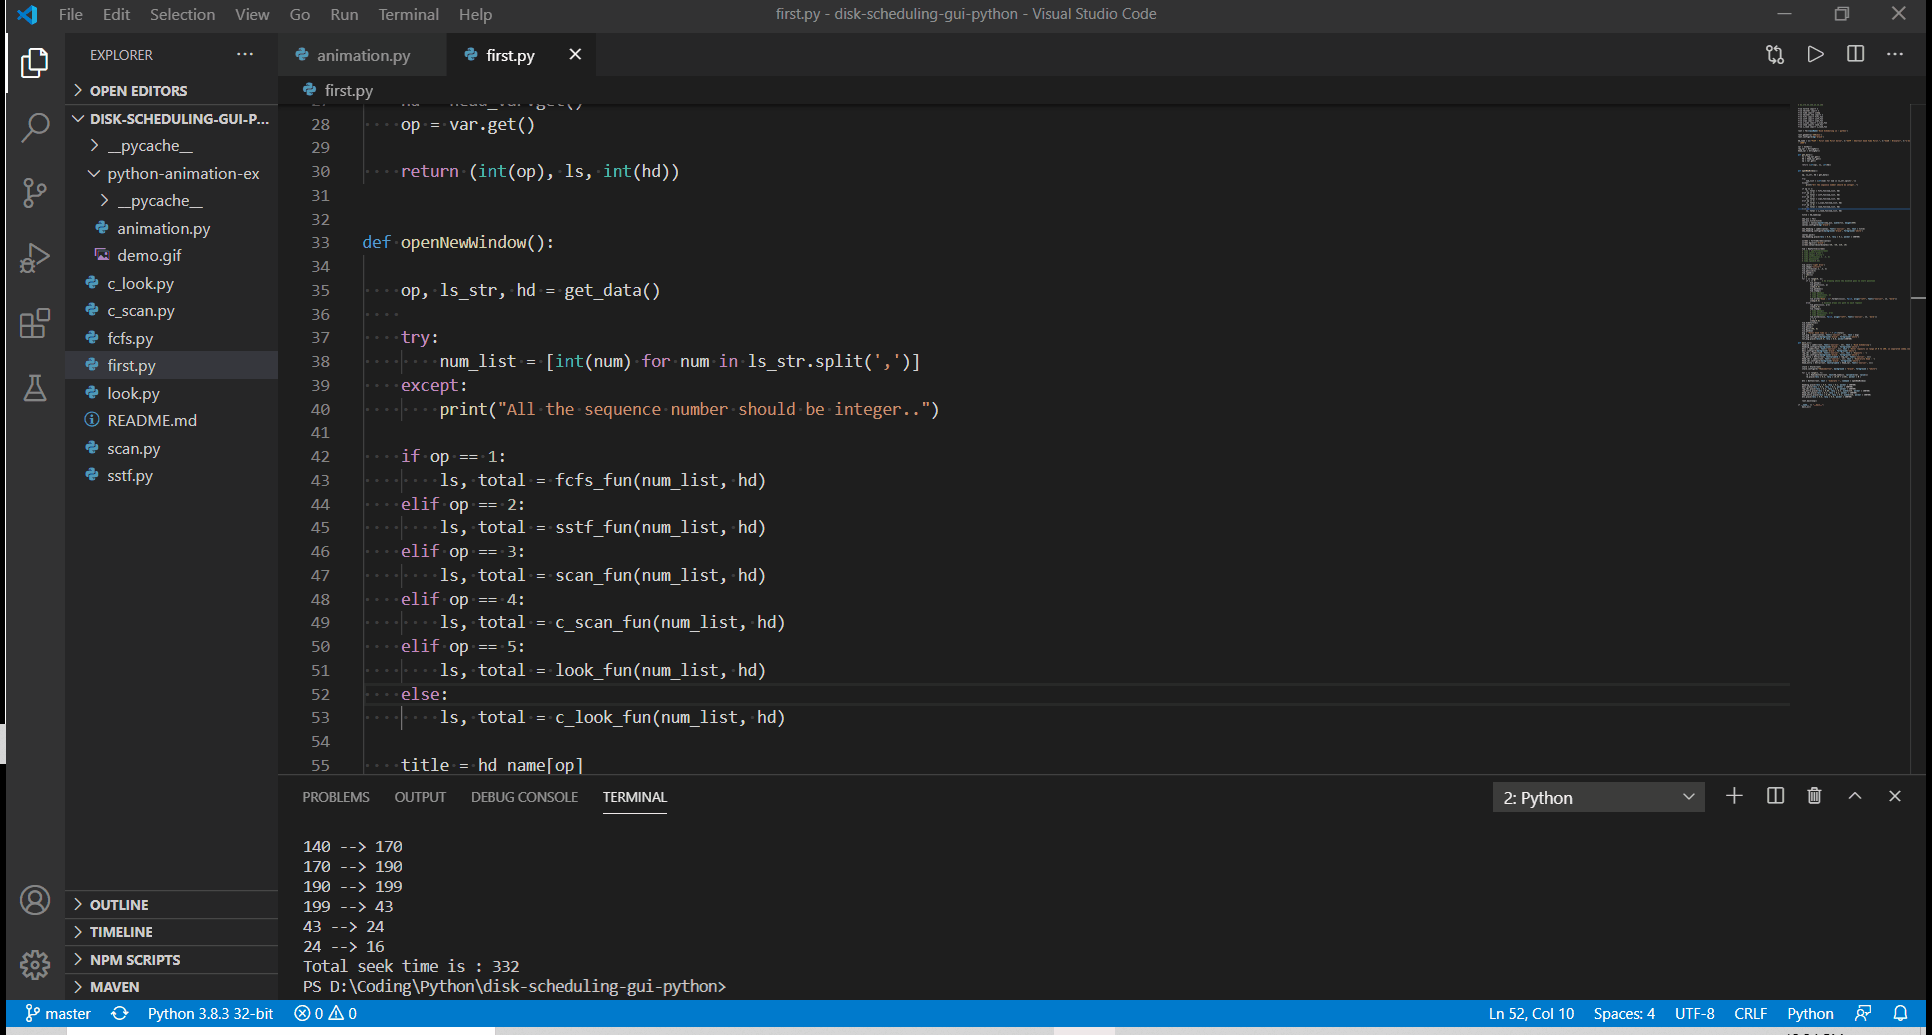 File Edit Selection View Go Run Terminal Help
first.py - disk-scheduling-gui-python - Visual Studio Code
EXPLORER
OPEN EDITORS
DISK-SCHEDULING-GUI-P...
__pycache__
python-animation-ex
__pycache__
animation.py
demo.gif
c_look.py
c_scan.py
fcfs.py
first.py
look.py
README.md
scan.py
sstf.py
OUTLINE
TIMELINE
NPM SCRIPTS
MAVEN
animation.py
first.py
first.py
28 op = var.get()
29
30 return (int(op), ls, int(hd))
31
32
33 def openNewWindow():
34
35 op, ls_str, hd = get_data()
36
37 try:
38 num_list = [int(num) for num in ls_str.split(',')]
39 except:
40 print("All the sequence number should be integer..")
41
42 if op == 1:
43 ls, total = fcfs_fun(num_list, hd)
44 elif op == 2:
45 ls, total = sstf_fun(num_list, hd)
46 elif op == 3:
47 ls, total = scan_fun(num_list, hd)
48 elif op == 4:
49 ls, total = c_scan_fun(num_list, hd)
50 elif op == 5:
51 ls, total = look_fun(num_list, hd)
52 else:
53 ls, total = c_look_fun(num_list, hd)
54
55 title = hd_name[op]
PROBLEMS OUTPUT DEBUG CONSOLE TERMINAL
2: Python
140 --> 170
170 --> 190
190 --> 199
199 --> 43
43 --> 24
24 --> 16
Total seek time is : 332
PS D:\Coding\Python\disk-scheduling-gui-python>
master Python 3.8.3 32-bit 0 0 Ln 52, Col 10 Spaces: 4 UTF-8 CRLF Python